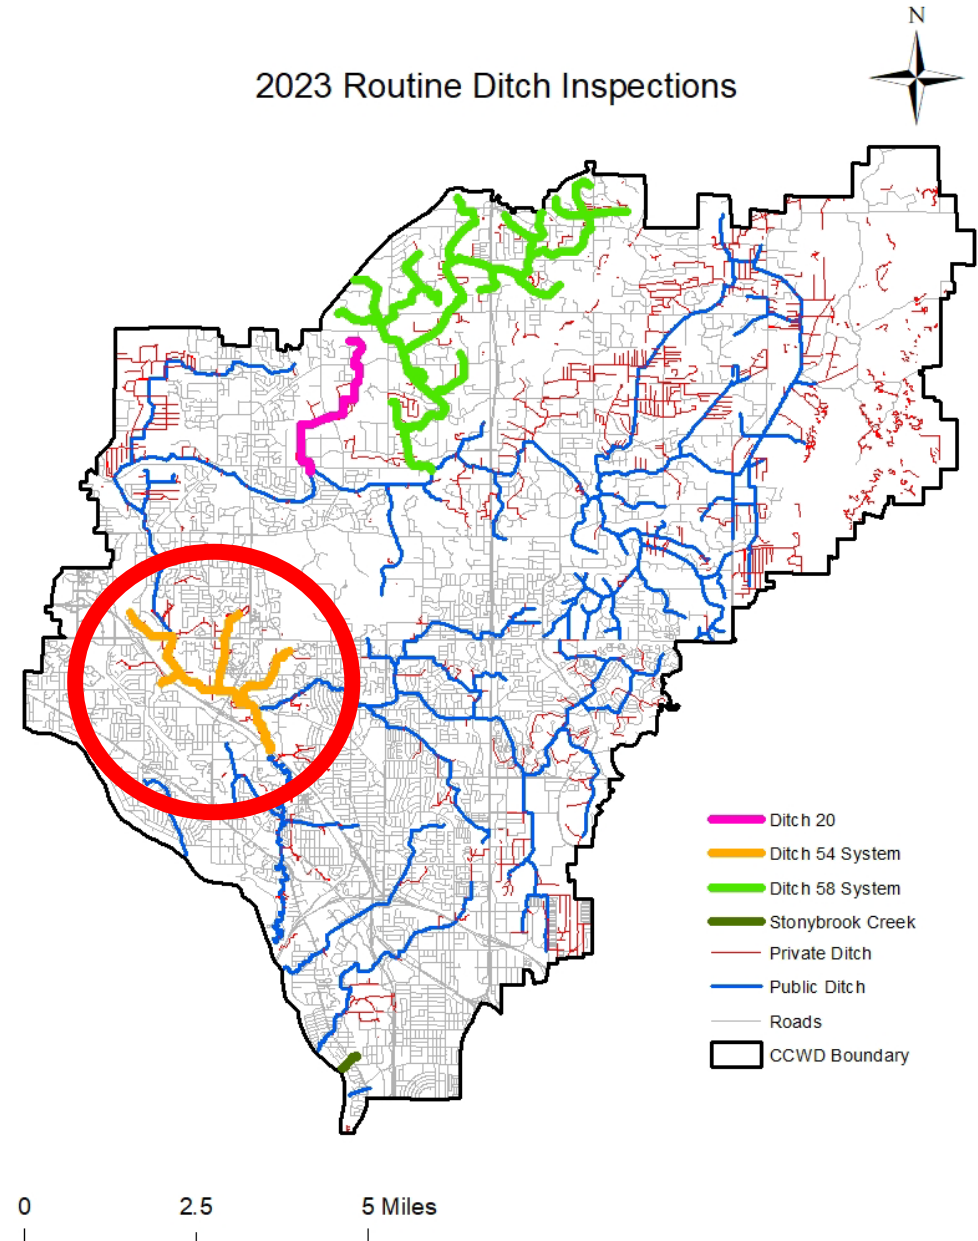 N
2023 Routine Ditch Inspections
Ditch 20
Ditch 54 System
Ditch 58 System
Stonybrook Creek
Private Ditch
Public Ditch
Roads
CCWD Boundary
0 2.5 5 Miles